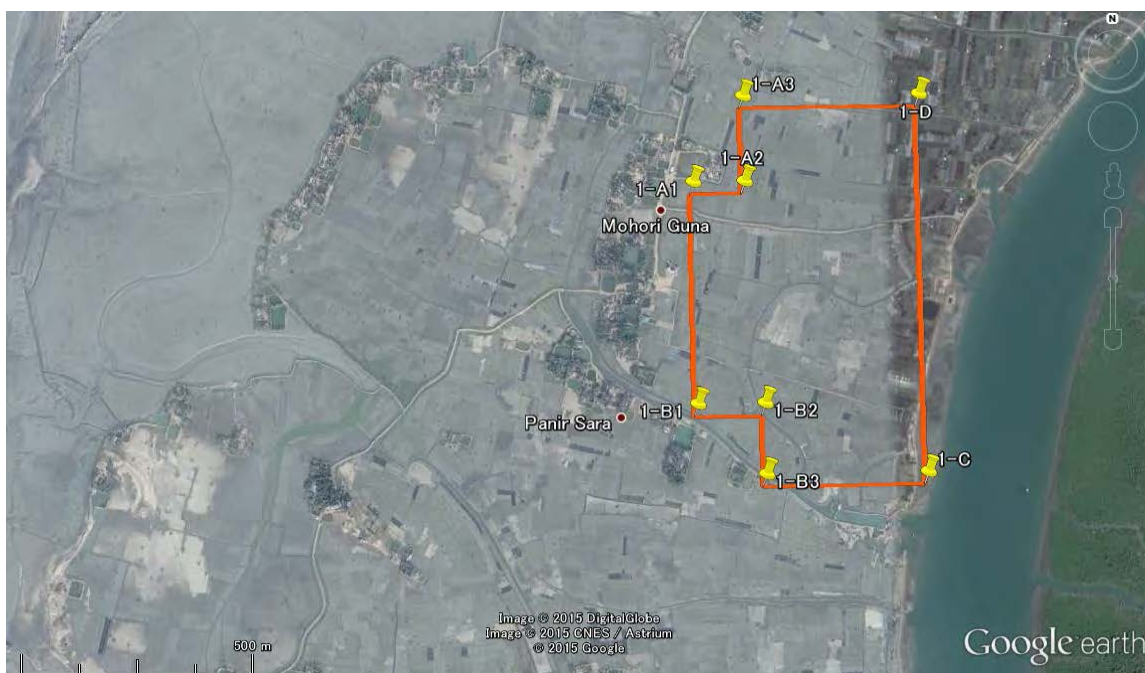 N
1-A3
1-D
1-A2
1-A1
Mohori Guna
1-B1
1-B2
Panir Sara
1-C
1-B3
500 m
Image © 2015 DigitalGlobe
Image © 2015 CNES / Astrium
© 2015 Google
Google earth